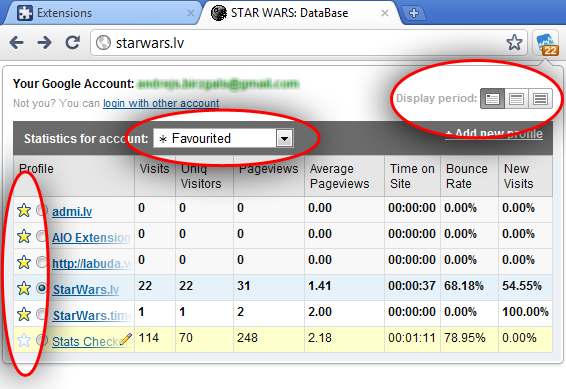 Extensions
STAR WARS: DataBase
starwars.lv
22
Your Google Account:
Not you? You can login with other account
Display period:
Statistics for account: * Favourited
+ Add new profile
Profile Visits Uniq Visitors Pageviews Average Pageviews Time on Site Bounce Rate New Visits
admi.lv 0 0 0 0.00 00:00:00 0.00% 0.00%
AIO Extension 0 0 0 0.00 00:00:00 0.00% 0.00%
http://labuda.w 0 0 0 0.00 00:00:00 0.00% 0.00%
StarWars.lv 22 22 31 1.41 00:00:37 68.18% 54.55%
StarWars.time 1 1 2 2.00 00:00:00 0.00% 100.00%
Stats Check 114 70 248 2.18 00:01:11 78.95% 0.00%